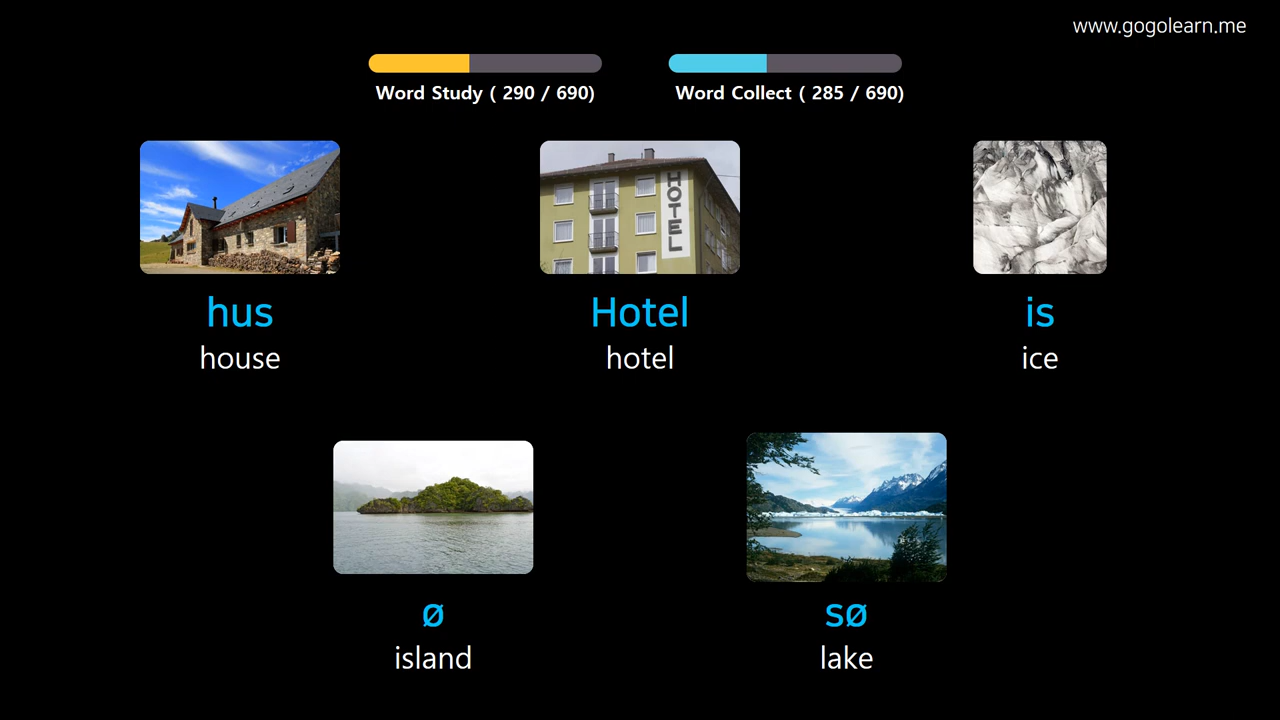 www.gogolearn.me
Word Study ( 290 / 690)
Word Collect ( 285 / 690)
HOTEL
hus
Hotel
is
house
hotel
ice
ø
sø
island
lake